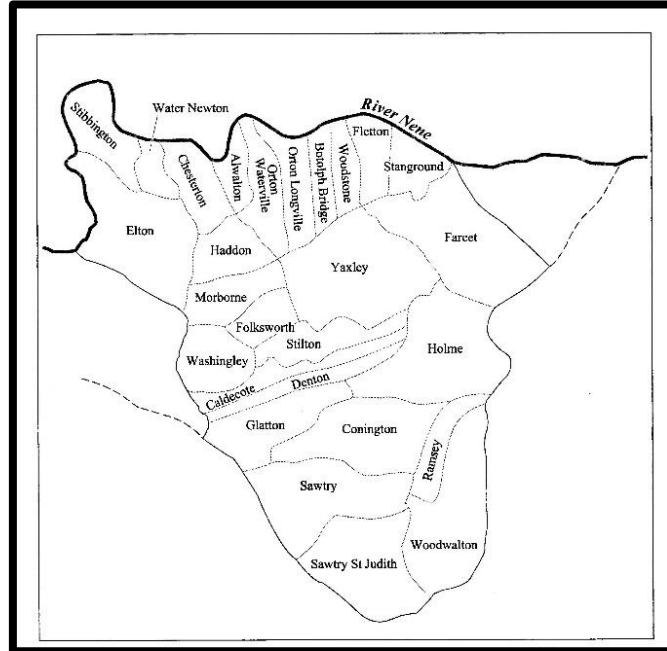 Stibbington
Water Newton
River Nene
Chesterton
Alwalton
Orton
Waterville
Orton Longville
Botolph Bridge
Woodstone
Fletton
Stanground
Elton
Haddon
Yaxley
Farcet
Morborne
Folksworth
Stilton
Washingley
Holme
Caldecote
Denton
Glatton
Conington
Ramsey
Sawtry
Woodwalton
Sawtry St Judith